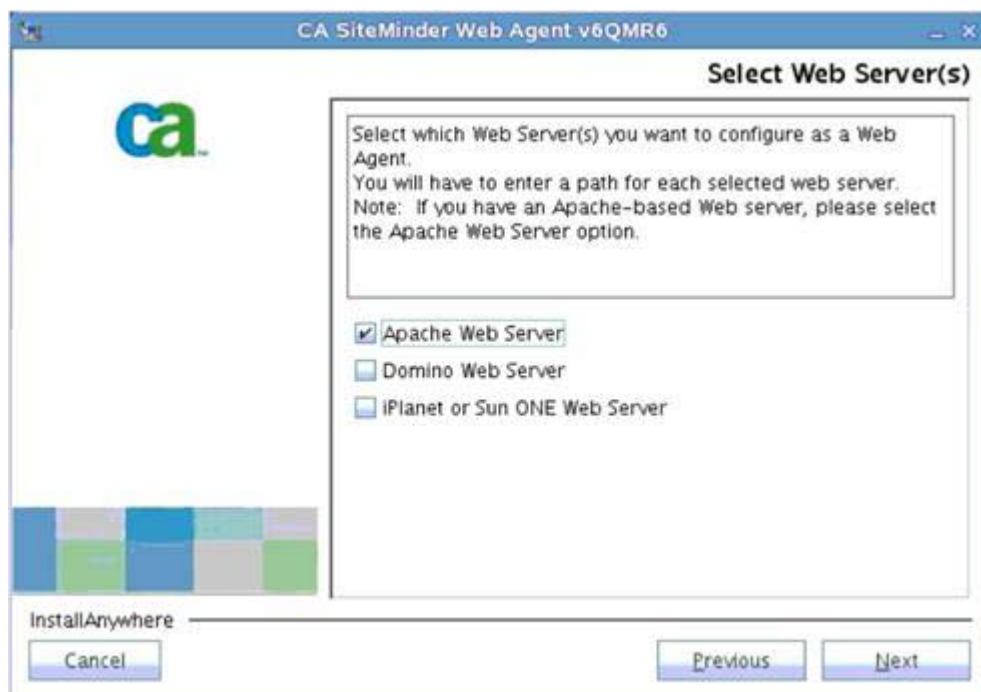 CA SiteMinder Web Agent v6QMR6
Select Web Server(s)
ca
Select which Web Server(s) you want to configure as a Web
Agent.
You will have to enter a path for each selected web server.
Note: If you have an Apache-based Web server, please select
the Apache Web Server option.
Apache Web Server
Domino Web Server
iPlanet or Sun ONE Web Server
InstallAnywhere
Cancel
Previous
Next